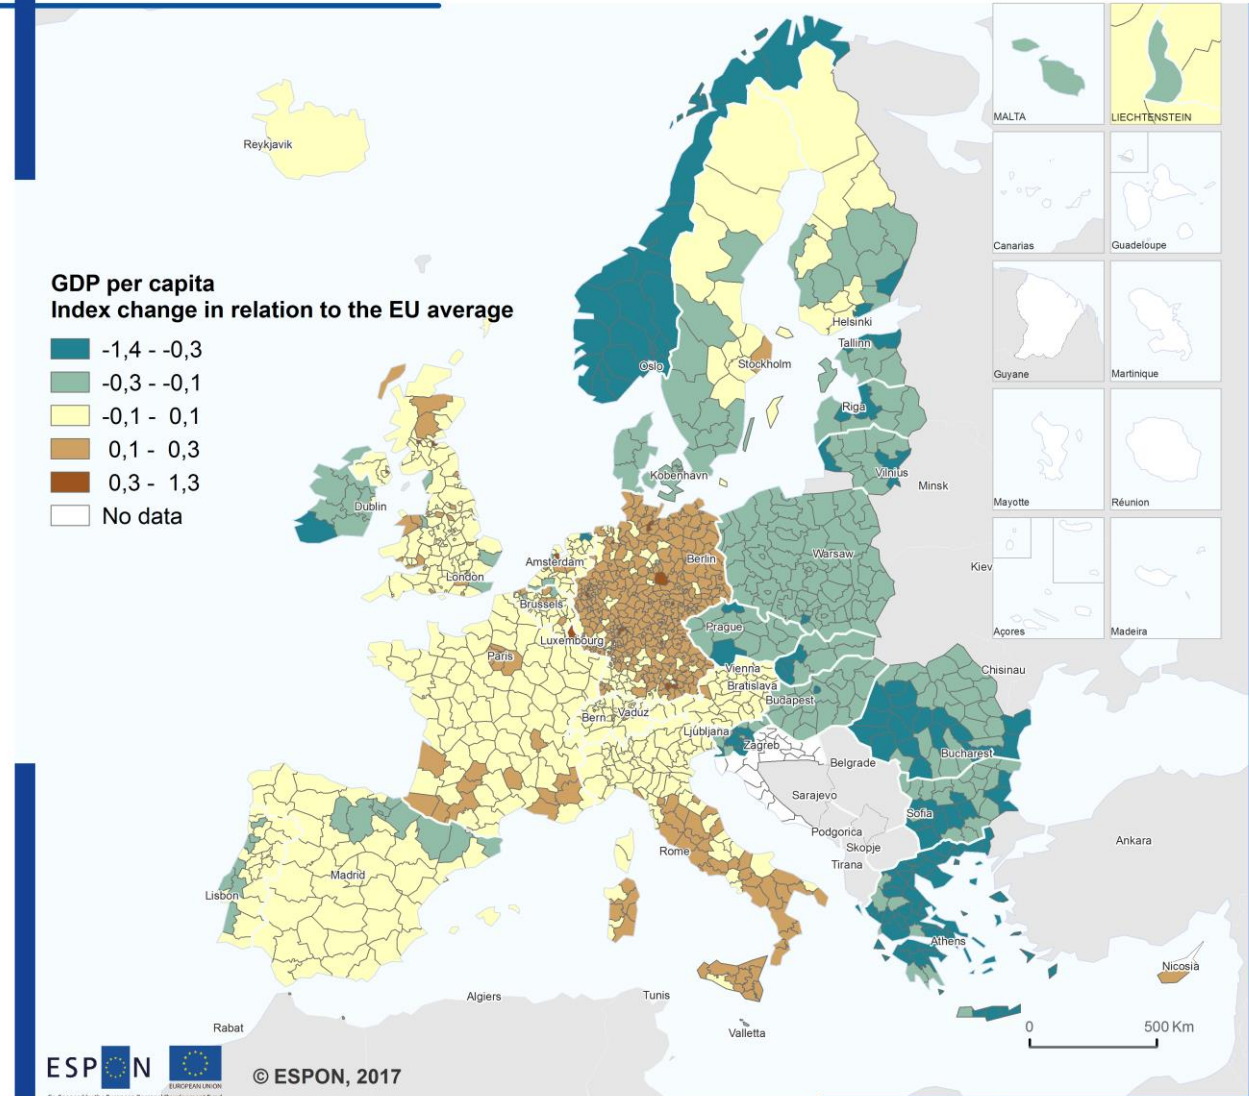 MALTA
LIECHTENSTEIN
Reykjavik
Canarias
Guadeloupe
GDP per capita
Index change in relation to the EU average
-1,4 - -0,3
-0,3 - -0,1
-0,1 - 0,1
0,1 - 0,3
0,3 - 1,3
No data
Helsinki
Tallinn
Oslo
Stockholm
Guyane
Martinique
Riga
Kobenhavn
Vilnius
Minsk
Mayotte
Réunion
Dublin
Amsterdam
Berlin
Warsaw
London
Kiev
Brussels
Prague
Luxembourg
Açores
Madeira
Paris
Vienna
Chisinau
Bratislava
Budapest
Bern
Vaduz
Ljubljana
Zagreb
Bucharest
Belgrade
Sarajevo
Sofia
Podgorica
Skopje
Ankara
Rome
Tirana
Madrid
Lisbon
Athens
Nicosia
Algiers
Tunis
Rabat
Valletta
0 500 Km
ESPON
EUROPEAN UNION
© ESPON, 2017